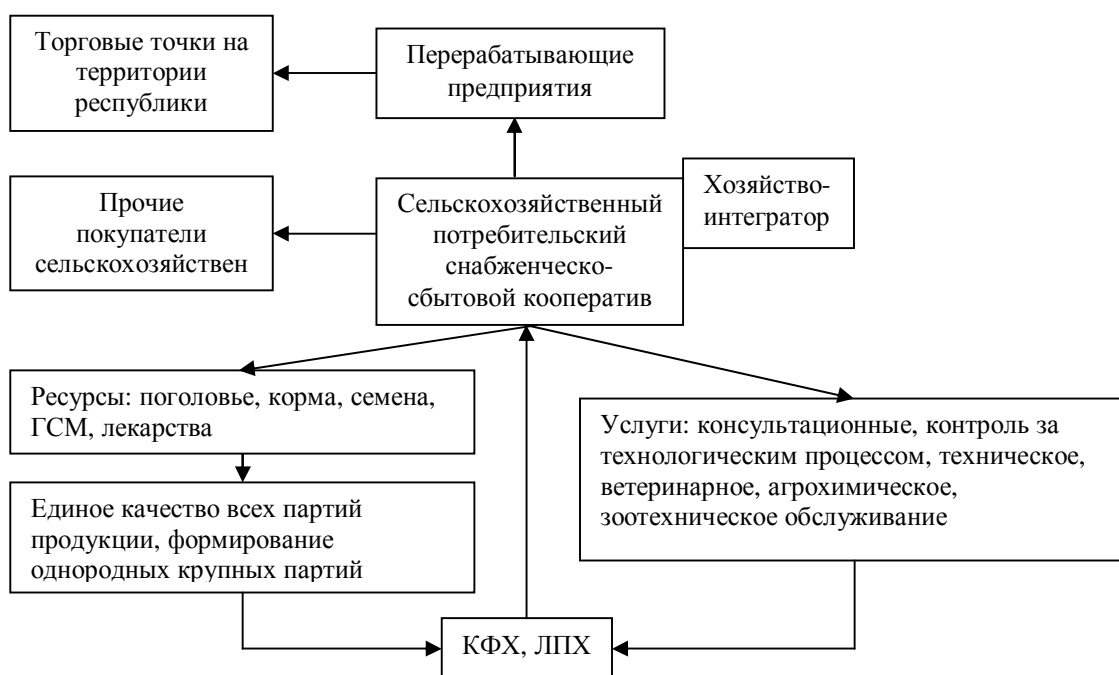 Торговые точки на
территории
республики
Перерабатывающие
предприятия
Прочие
покупатели
сельскохозяйствен
Сельскохозяйственный
потребительский
снабженческо-
сбытовой кооператив
Хозяйство-
интегратор
Ресурсы: поголовье, корма, семена,
ГСМ, лекарства
Услуги: консультационные, контроль за
технологическим процессом, техническое,
ветеринарное, агрохимическое,
зоотехническое обслуживание
Единое качество всех партий
продукции, формирование
однородных крупных партий
КФХ, ЛПХ